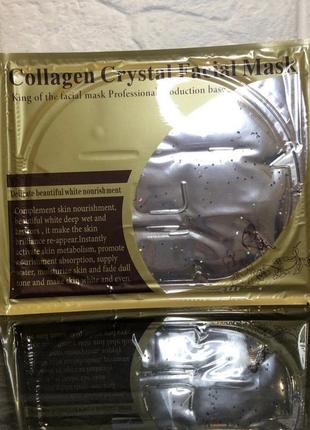 Collagen Crystal Facial Mask
King of the facial mask Professional production base
Delicate beautiful white nourishment
Complement skin nourishment,
beautiful white deep wet and
, it make the skin
brilliance re-appear.Instantly
activate skin metabolism, promote
nourishment absorption, supply
water, moisturize skin and fade dull
tone and make skin white and even.